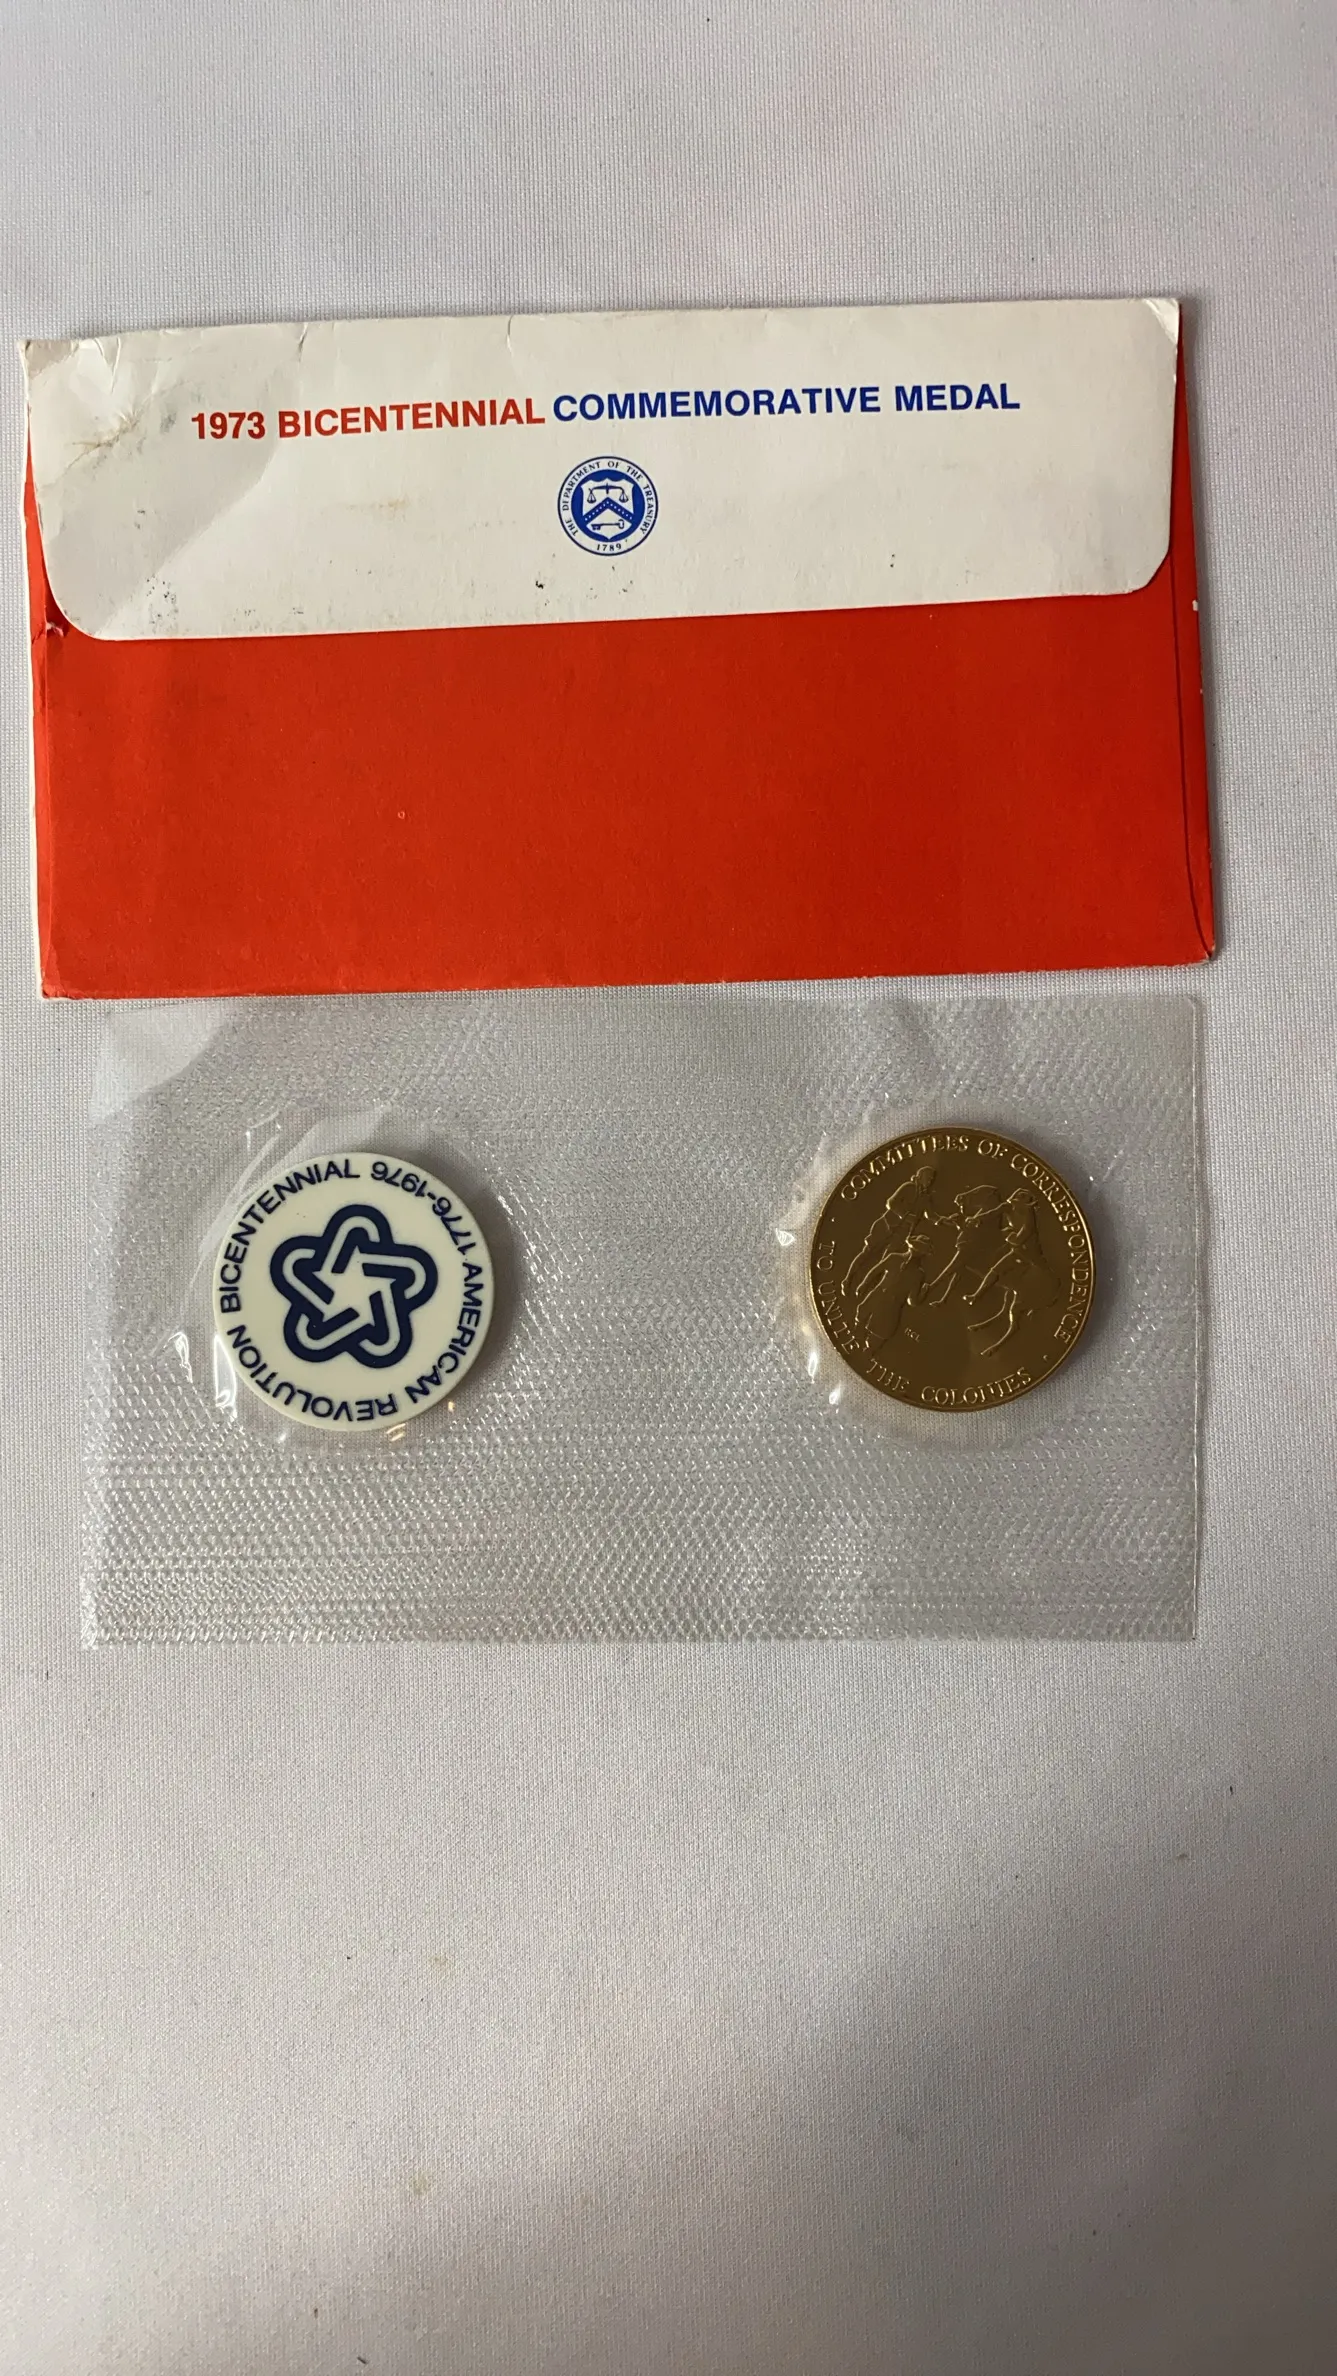 1973 BICENTENNIAL COMMEMORATIVE MEDAL
THE DEPARTMENT OF THE TREASURY
1789
AMERICAN REVOLUTION BICENTENNIAL 1776-1976
COMMITTEES OF CORRESPONDENCE
· TO UNITE THE COLONIES ·